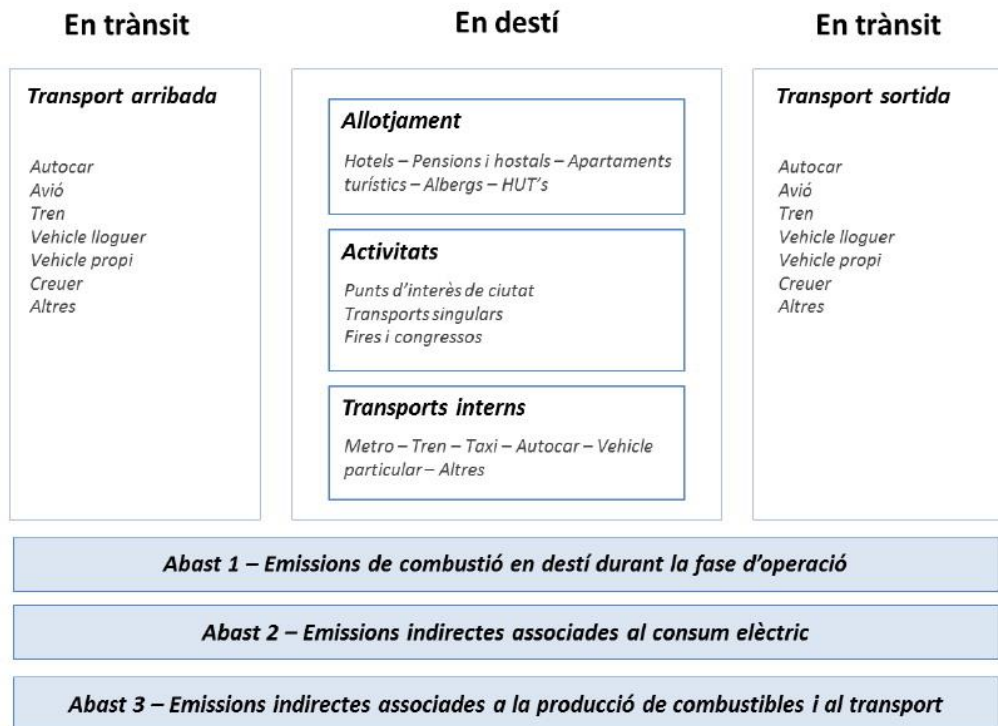 En trànsit
En destí
En trànsit
Transport arribada
Autocar
Avió
Tren
Vehicle lloguer
Vehicle propi
Creuer
Altres
Allotjament
Hotels – Pensions i hostals – Apartaments
turístics – Albergs – HUT's
Activitats
Punts d'interès de ciutat
Transports singulars
Fires i congressos
Transports interns
Metro – Tren – Taxi – Autocar – Vehicle
particular – Altres
Transport sortida
Autocar
Avió
Tren
Vehicle lloguer
Vehicle propi
Creuer
Altres
Abast 1 – Emissions de combustió en destí durant la fase d'operació
Abast 2 – Emissions indirectes associades al consum elèctric
Abast 3 – Emissions indirectes associades a la producció de combustibles i al transport